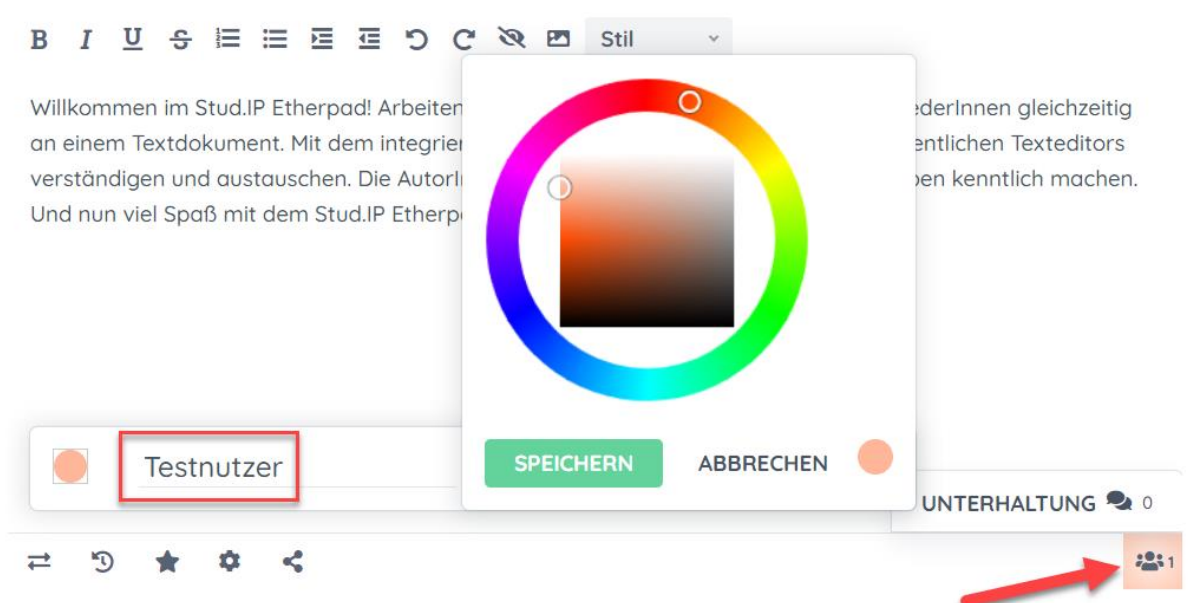 B I U S Stil
Willkommen im Stud.IP Etherpad! Arbeiten ederInnen gleichzeitig
an einem Textdokument. Mit dem integrier entlichen Texteditors
verständigen und austauschen. Die AutorI ben kenntlich machen.
Und nun viel Spaß mit dem Stud.IP Etherp
Testnutzer
SPEICHERN ABBRECHEN
UNTERHALTUNG 0
1